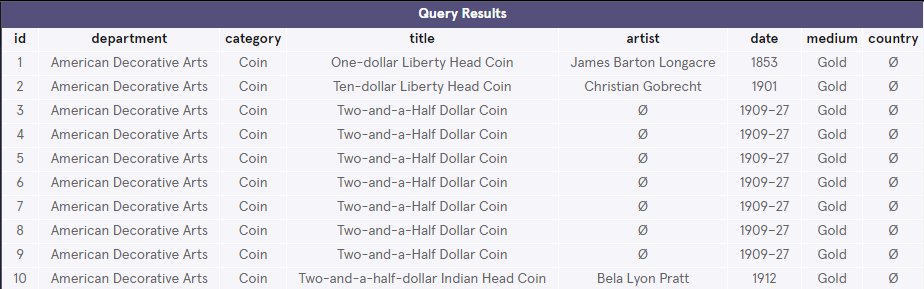 Query Results
id department category title artist date medium country
1 American Decorative Arts Coin One-dollar Liberty Head Coin James Barton Longacre 1853 Gold Ø
2 American Decorative Arts Coin Ten-dollar Liberty Head Coin Christian Gobrecht 1901 Gold Ø
3 American Decorative Arts Coin Two-and-a-Half Dollar Coin Ø 1909–27 Gold Ø
4 American Decorative Arts Coin Two-and-a-Half Dollar Coin Ø 1909–27 Gold Ø
5 American Decorative Arts Coin Two-and-a-Half Dollar Coin Ø 1909–27 Gold Ø
6 American Decorative Arts Coin Two-and-a-Half Dollar Coin Ø 1909–27 Gold Ø
7 American Decorative Arts Coin Two-and-a-Half Dollar Coin Ø 1909–27 Gold Ø
8 American Decorative Arts Coin Two-and-a-Half Dollar Coin Ø 1909–27 Gold Ø
9 American Decorative Arts Coin Two-and-a-Half Dollar Coin Ø 1909–27 Gold Ø
10 American Decorative Arts Coin Two-and-a-half-dollar Indian Head Coin Bela Lyon Pratt 1912 Gold Ø